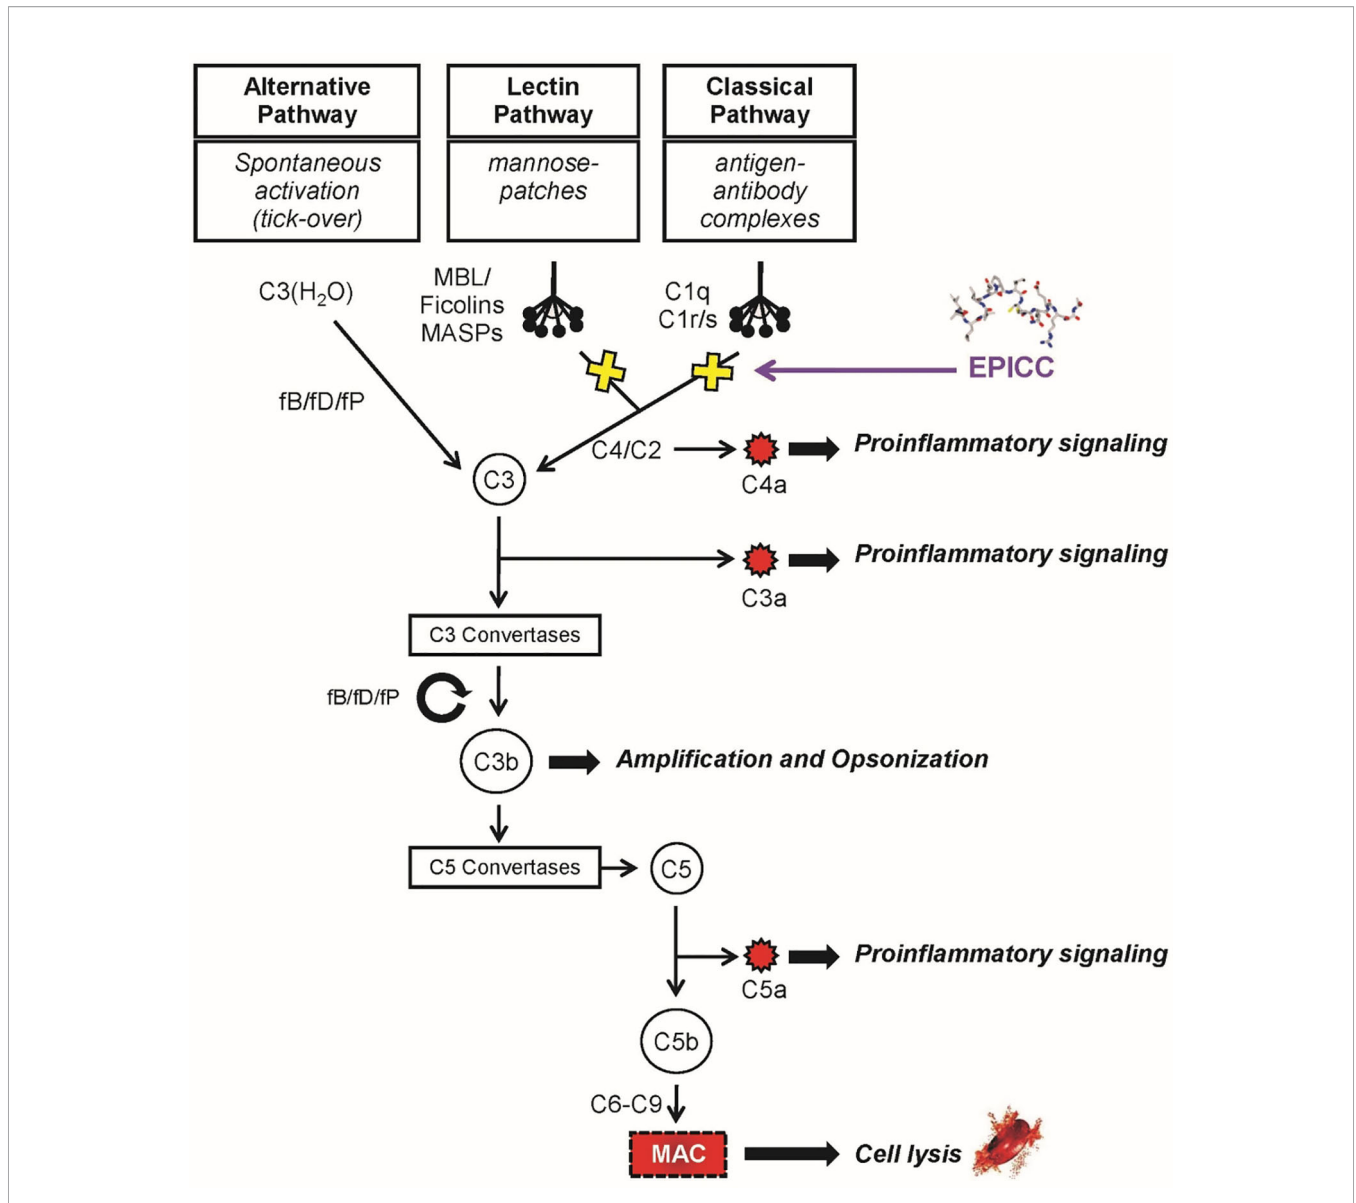 Alternative
Pathway
Lectin
Pathway
Classical
Pathway
Spontaneous
activation
(tick-over)
mannose-
patches
antigen-
antibody
complexes
C3(H₂O)
MBL/
Ficolins
MASPs
C1q
C1r/s
EPICC
fB/fD/fP
C4/C2
Proinflammatory signaling
C4a
C3
Proinflammatory signaling
C3a
C3 Convertases
fB/fD/fP
C3b
Amplification and Opsonization
C5 Convertases
C5
Proinflammatory signaling
C5a
C5b
C6-C9
MAC
Cell lysis